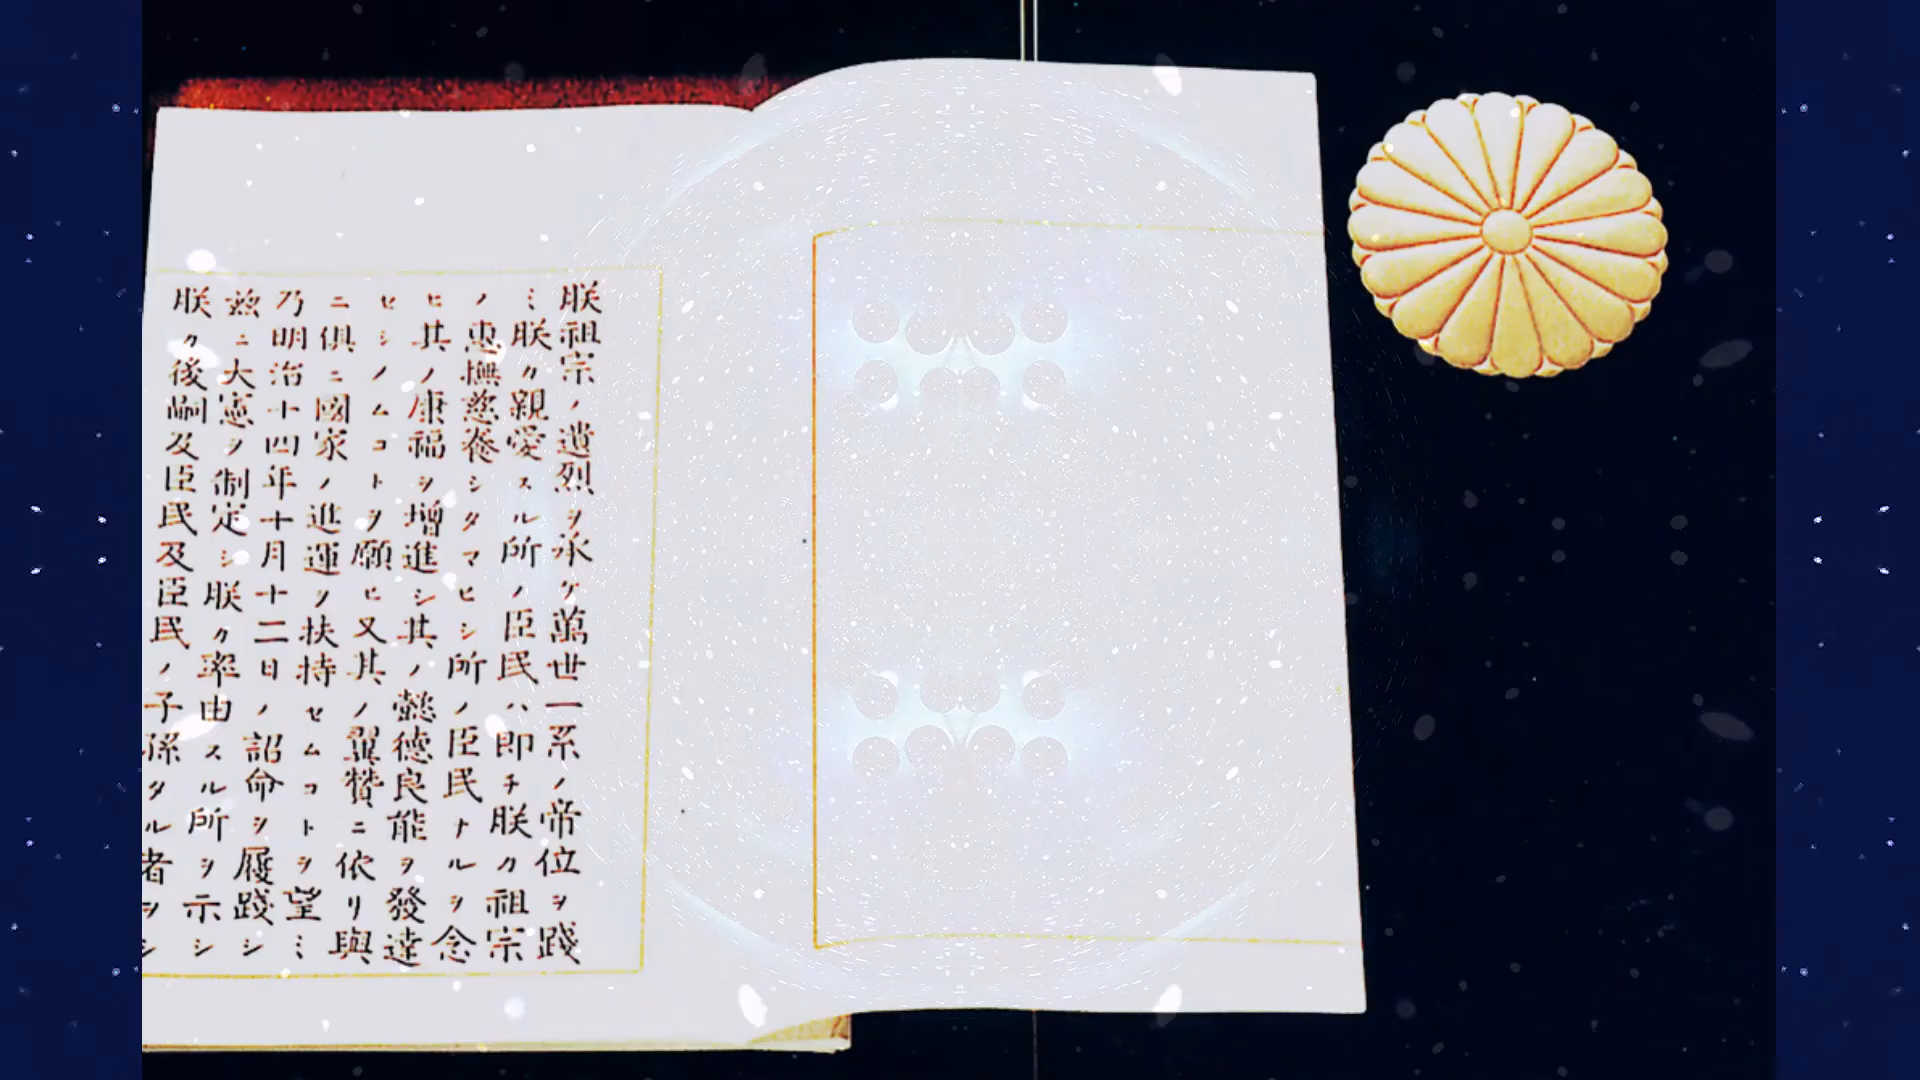 朕祖宗ノ遺烈ヲ承ケ萬世一系ノ帝位ヲ踐
ミ朕カ親愛スル所ノ臣民ハ即チ朕カ祖宗
ノ惠撫慈養シタマヒシ所ノ臣民ナルヲ念
ヒ其ノ康福ヲ增進シ其ノ懿德良能ヲ發達
セシメムコトヲ願ヒ又其ノ翼贊ニ依リ與
ニ俱ニ國家ノ進運ヲ扶持セムコトヲ望ミ
乃明治十四年十月十二日ノ詔命ヲ履踐シ
茲ニ大憲ヲ制定シ朕カ率由スル所ヲ示シ
朕カ後嗣及臣民及臣民ノ子孫タル者ヲシ